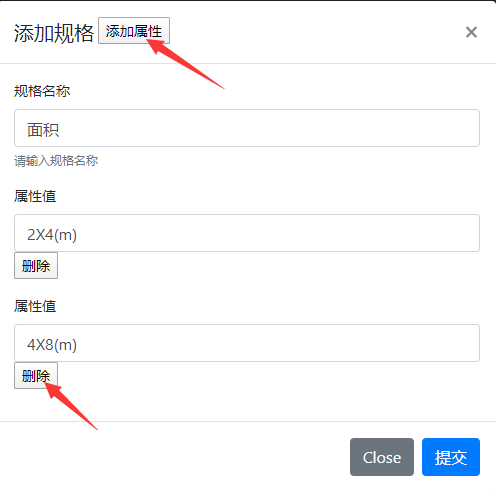 添加规格 添加属性 ×
规格名称
面积
请输入规格名称
属性值
2X4(m)
删除
属性值
4X8(m)
删除
Close 提交